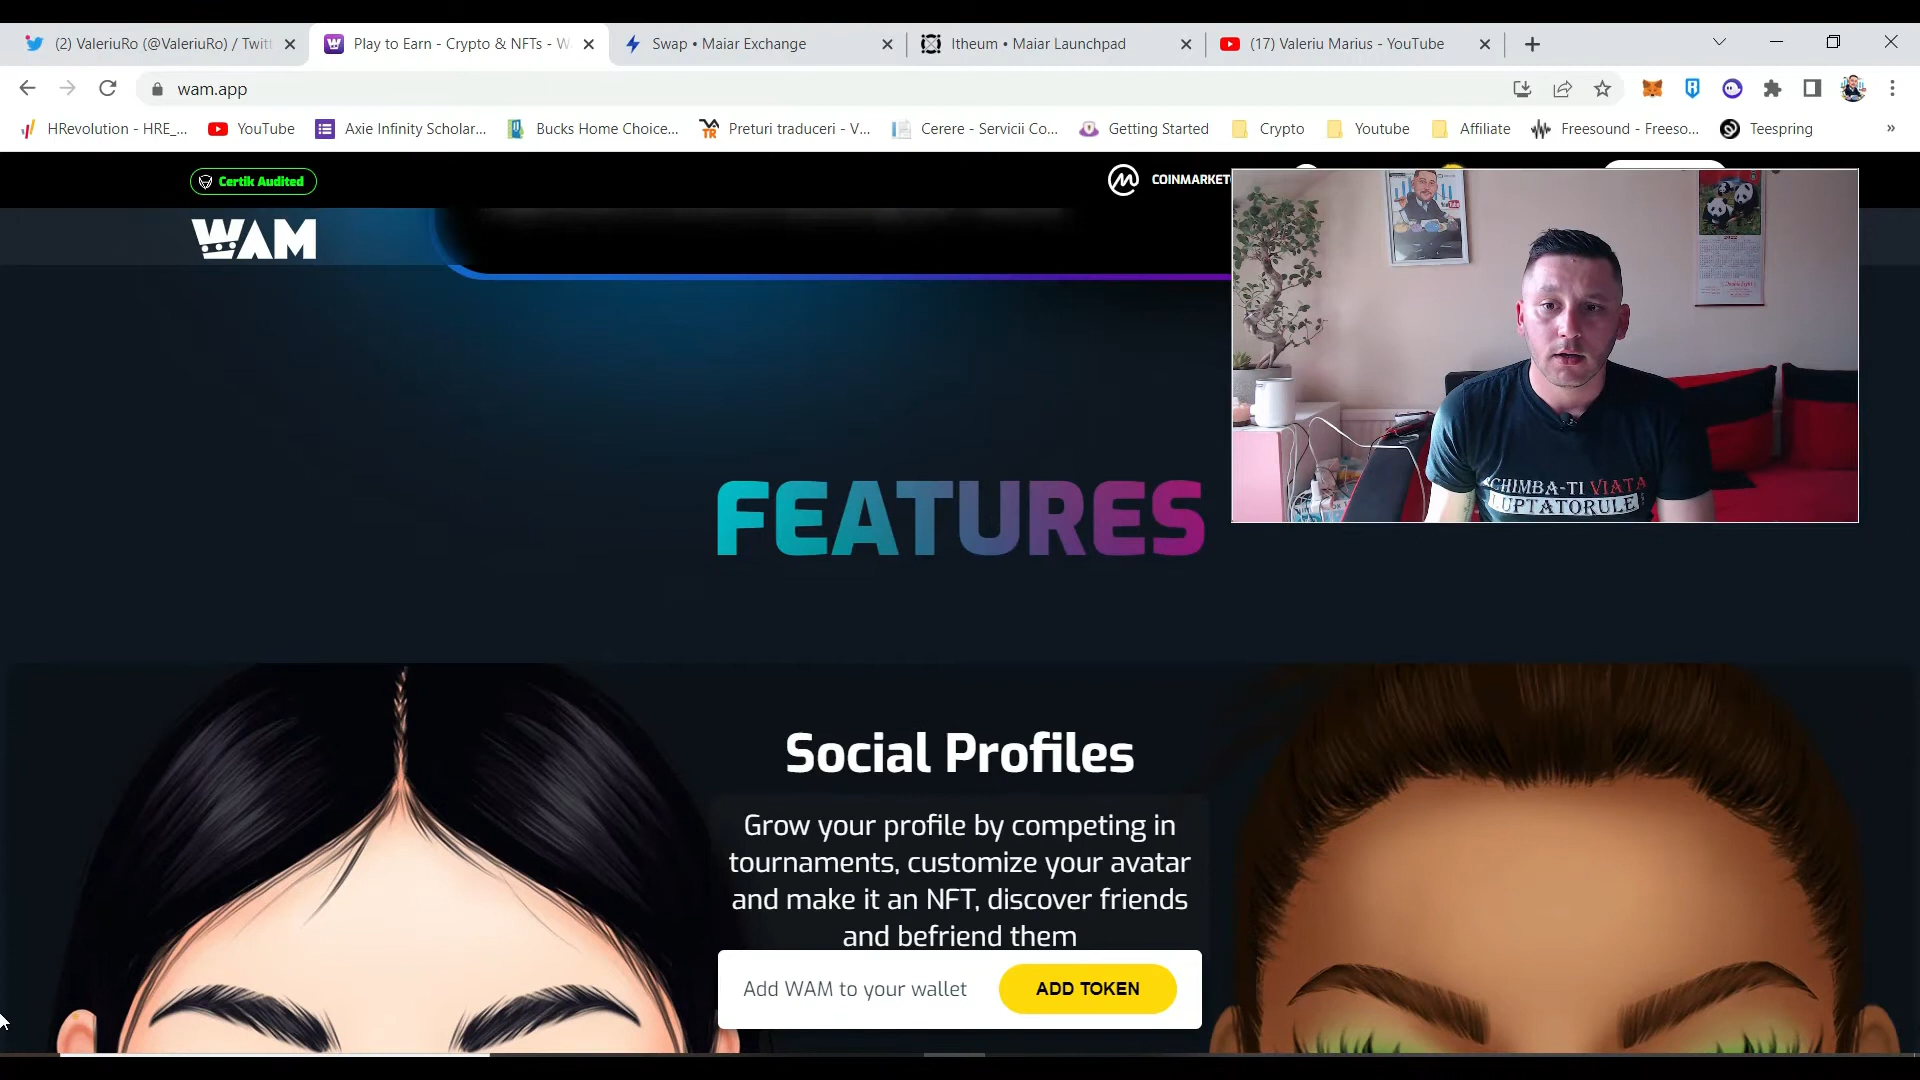 (2) ValeriuRo (@ValeriuRo) / Twitt
Play to Earn - Crypto & NFTs - W
Swap • Maiar Exchange
Itheum • Maiar Launchpad
(17) Valeriu Marius - YouTube
wam.app
HRevolution - HRE_...
YouTube
Axie Infinity Scholar...
Bucks Home Choice...
Preturi traduceri - V...
Cerere - Servicii Co...
Getting Started
Crypto
Youtube
Affiliate
Freesound - Freeso...
Teespring
»
Certik Audited
COINMARKET
WAM
SCHIMBA-TI VIATA
LUPTATORULE
FEATURES
Social Profiles
Grow your profile by competing in
tournaments, customize your avatar
and make it an NFT, discover friends
and befriend them
Add WAM to your wallet
ADD TOKEN